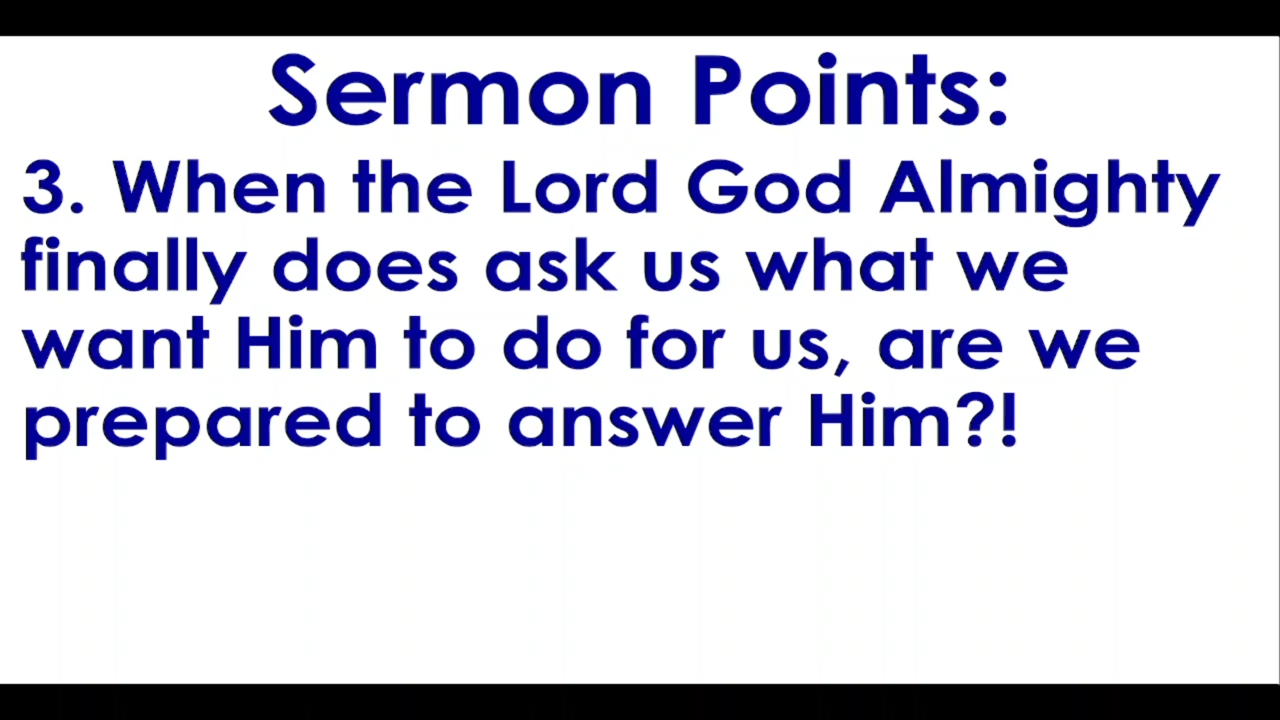 Sermon Points:
3. When the Lord God Almighty
finally does ask us what we
want Him to do for us, are we
prepared to answer Him?!